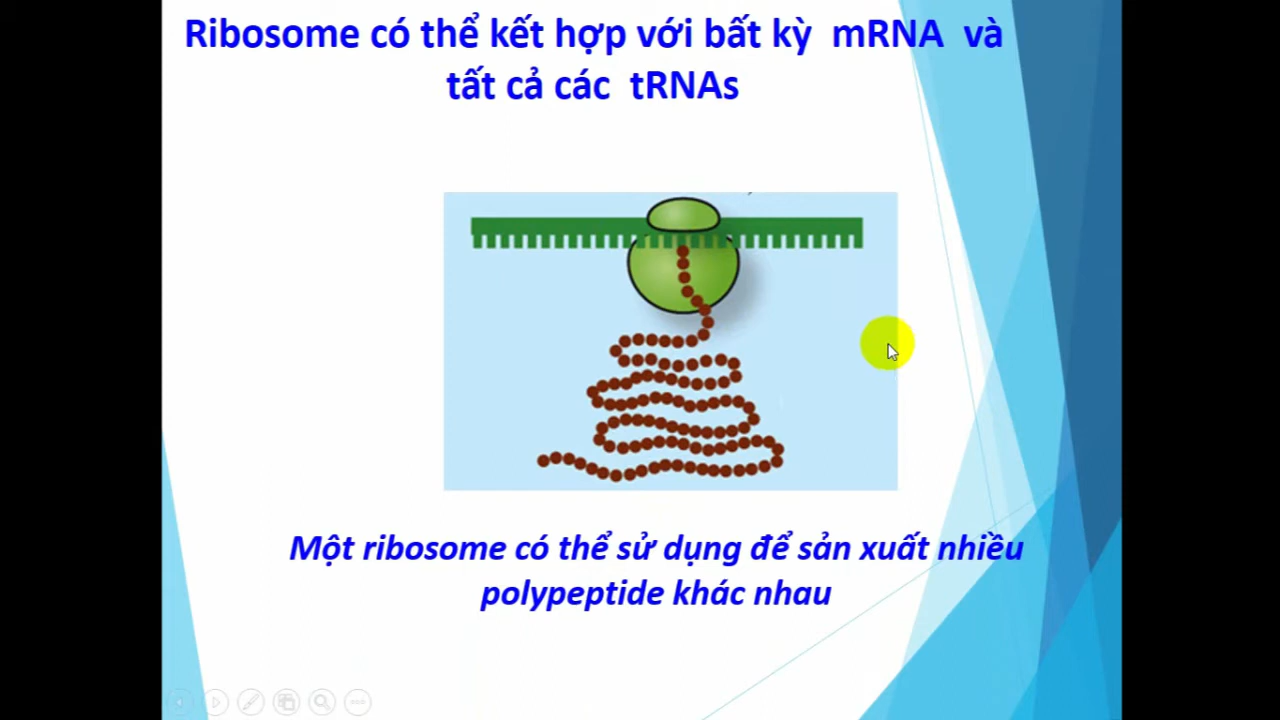 Ribosome có thể kết hợp với bất kỳ mRNA và
tất cả các tRNAs
Một ribosome có thể sử dụng để sản xuất nhiều
polypeptide khác nhau